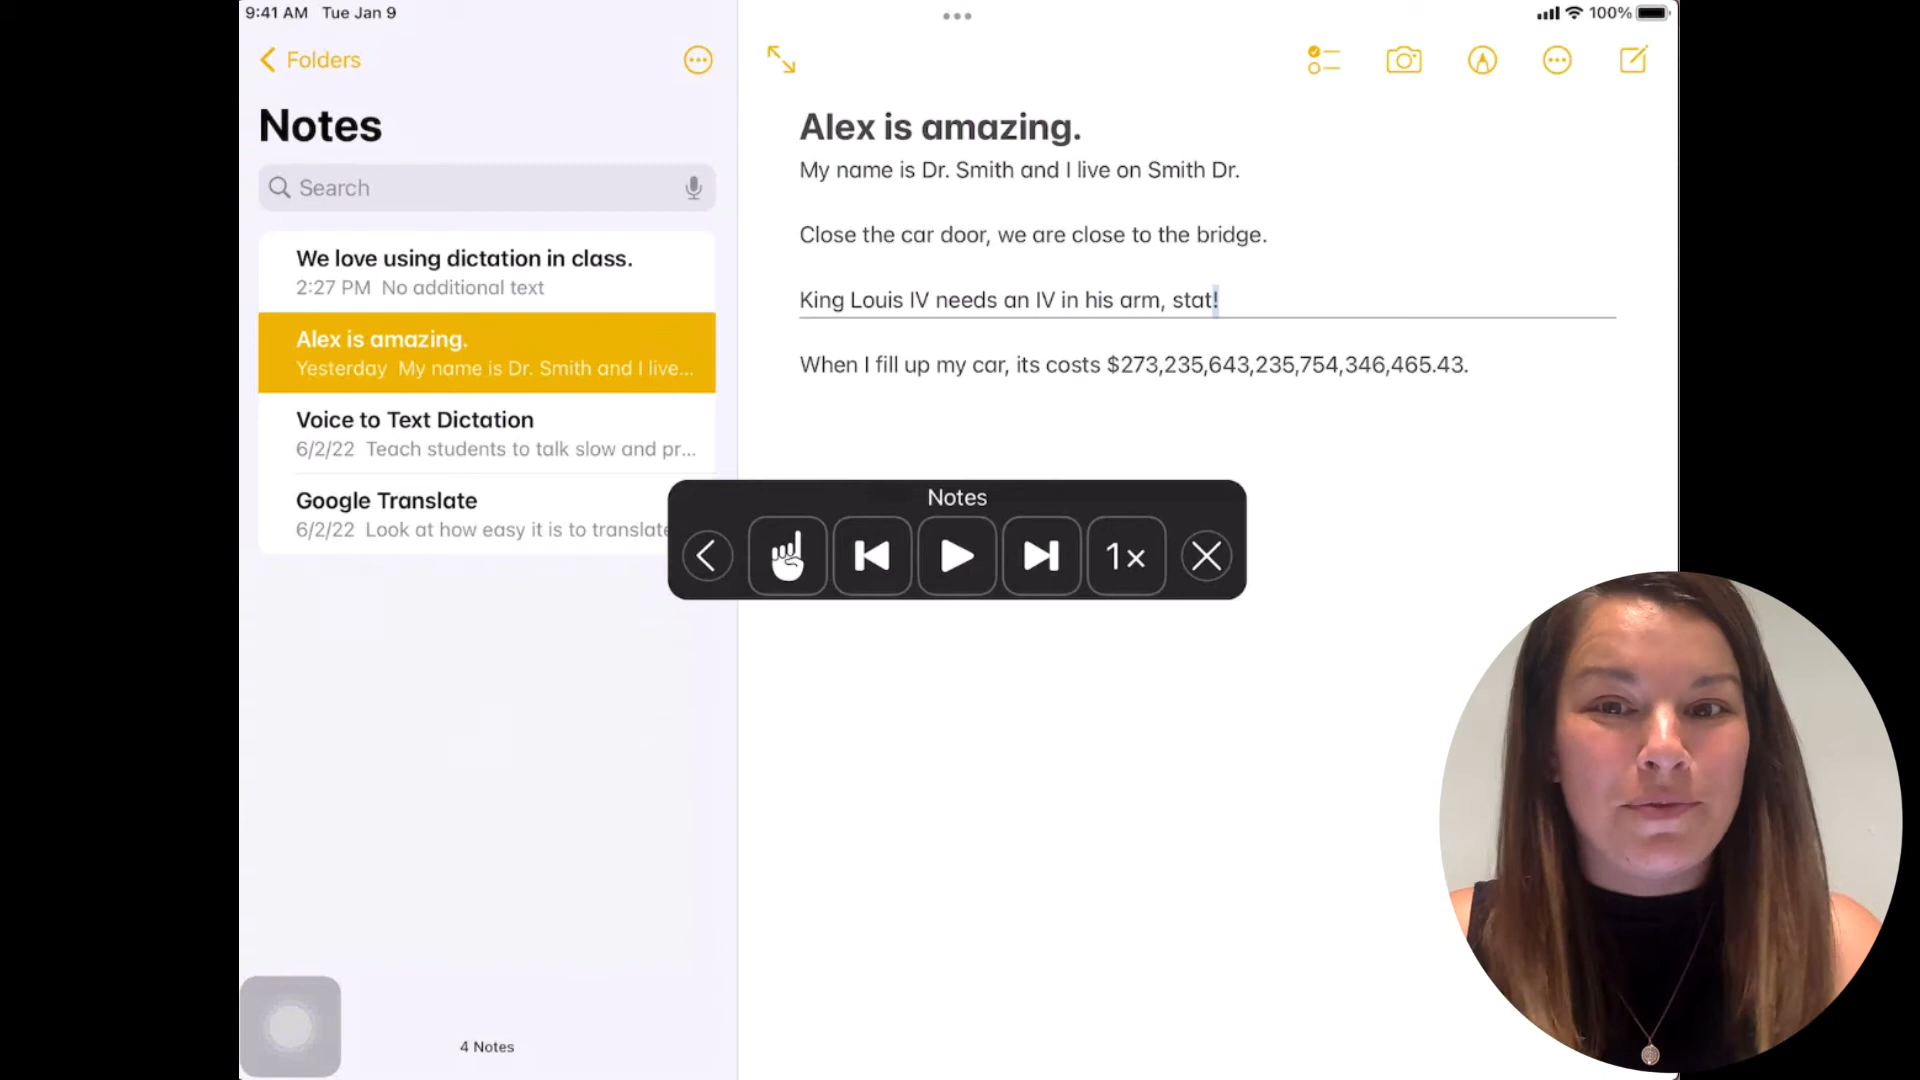 9:41 AM Tue Jan 9
100%
Folders
Notes
Search
We love using dictation in class.
2:27 PM No additional text
Alex is amazing.
Yesterday My name is Dr. Smith and I live...
Voice to Text Dictation
6/2/22 Teach students to talk slow and pr...
Google Translate
6/2/22 Look at how easy it is to translate
4 Notes
Alex is amazing.
My name is Dr. Smith and I live on Smith Dr.
Close the car door, we are close to the bridge.
King Louis IV needs an IV in his arm, stat!
When I fill up my car, its costs $273,235,643,235,754,346,465.43.
Notes
1×